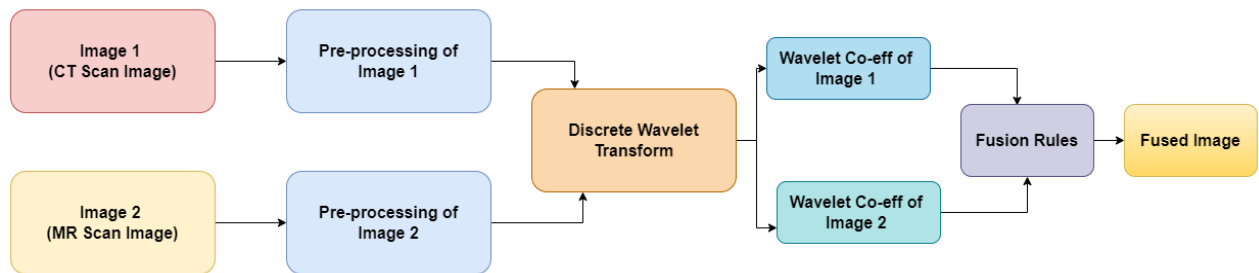 Image 1
(CT Scan Image)
Pre-processing of
Image 1
Image 2
(MR Scan Image)
Pre-processing of
Image 2
Discrete Wavelet
Transform
Wavelet Co-eff of
Image 1
Wavelet Co-eff of
Image 2
Fusion Rules
Fused Image